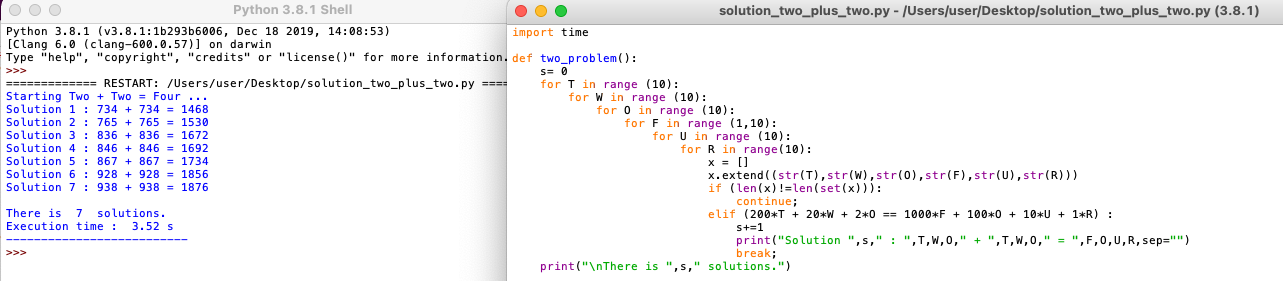 Python 3.8.1 Shell
Python 3.8.1 (v3.8.1:1b293b6006, Dec 18 2019, 14:08:53)
[Clang 6.0 (clang-600.0.57)] on darwin
Type "help", "copyright", "credits" or "license()" for more information.
>>>
============= RESTART: /Users/user/Desktop/solution_two_plus_two.py ====
Starting Two + Two = Four ...
Solution 1 : 734 + 734 = 1468
Solution 2 : 765 + 765 = 1530
Solution 3 : 836 + 836 = 1672
Solution 4 : 846 + 846 = 1692
Solution 5 : 867 + 867 = 1734
Solution 6 : 928 + 928 = 1856
Solution 7 : 938 + 938 = 1876

There is  7  solutions.
Execution time :  3.52 s
--------------------------
>>>
solution_two_plus_two.py - /Users/user/Desktop/solution_two_plus_two.py (3.8.1)
import time

def two_problem():
    s= 0
    for T in range (10):
        for W in range (10):
            for O in range (10):
                for F in range (1,10):
                    for U in range (10):
                        for R in range(10):
                            x = []
                            x.extend((str(T),str(W),str(O),str(F),str(U),str(R)))
                            if (len(x)!=len(set(x))):
                                continue;
                            elif (200*T + 20*W + 2*O == 1000*F + 100*O + 10*U + 1*R) :
                                s+=1
                                print("Solution ",s," : ",T,W,O," + ",T,W,O," = ",F,O,U,R,sep="")
                                break;
    print("\nThere is ",s," solutions.")